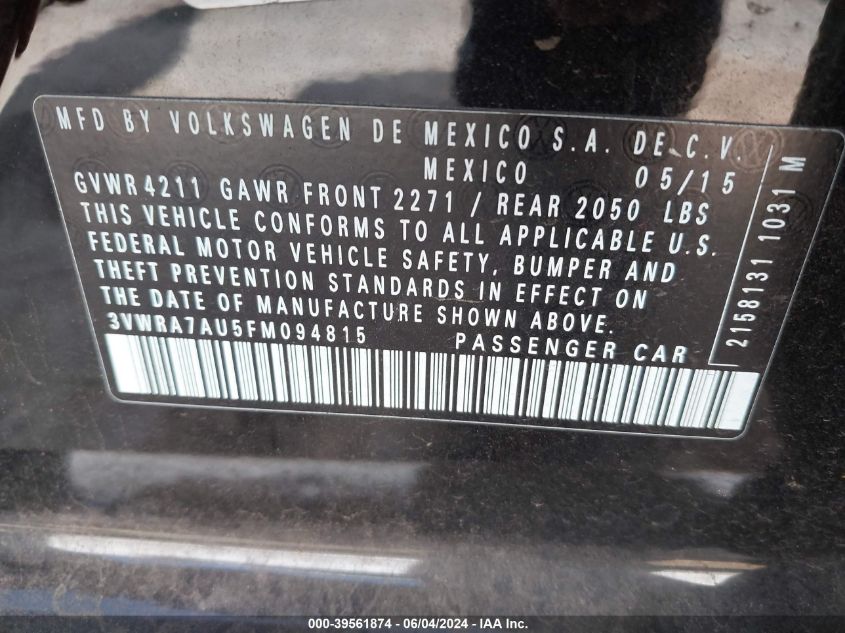 MFD BY VOLKSWAGEN DE MEXICO S.A. DE C.V.
MEXICO 05/15
GVWR 4211 GAWR FRONT 2271 / REAR 2050 LBS
THIS VEHICLE CONFORMS TO ALL APPLICABLE U.S.
FEDERAL MOTOR VEHICLE SAFETY, BUMPER AND
THEFT PREVENTION STANDARDS IN EFFECT ON
THE DATE OF MANUFACTURE SHOWN ABOVE.
3VWRA7AU5FM094815 PASSENGER CAR
2158131 1031 M
000-39561874 - 06/04/2024 - IAA Inc.